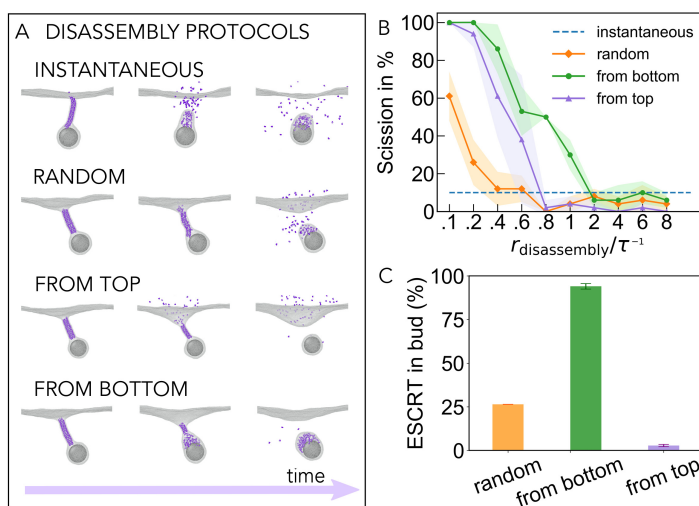 A DISASSEMBLY PROTOCOLS
INSTANTANEOUS
RANDOM
FROM TOP
FROM BOTTOM
time
B
Scission in %
100
80
60
40
20
0
instantaneous
random
from bottom
from top
.1 .2 .4 .6 .8 1 2 4 6 8
r_disassembly/τ⁻¹
C
ESCRT in bud (%)
100
75
25
0
random
from bottom
from top